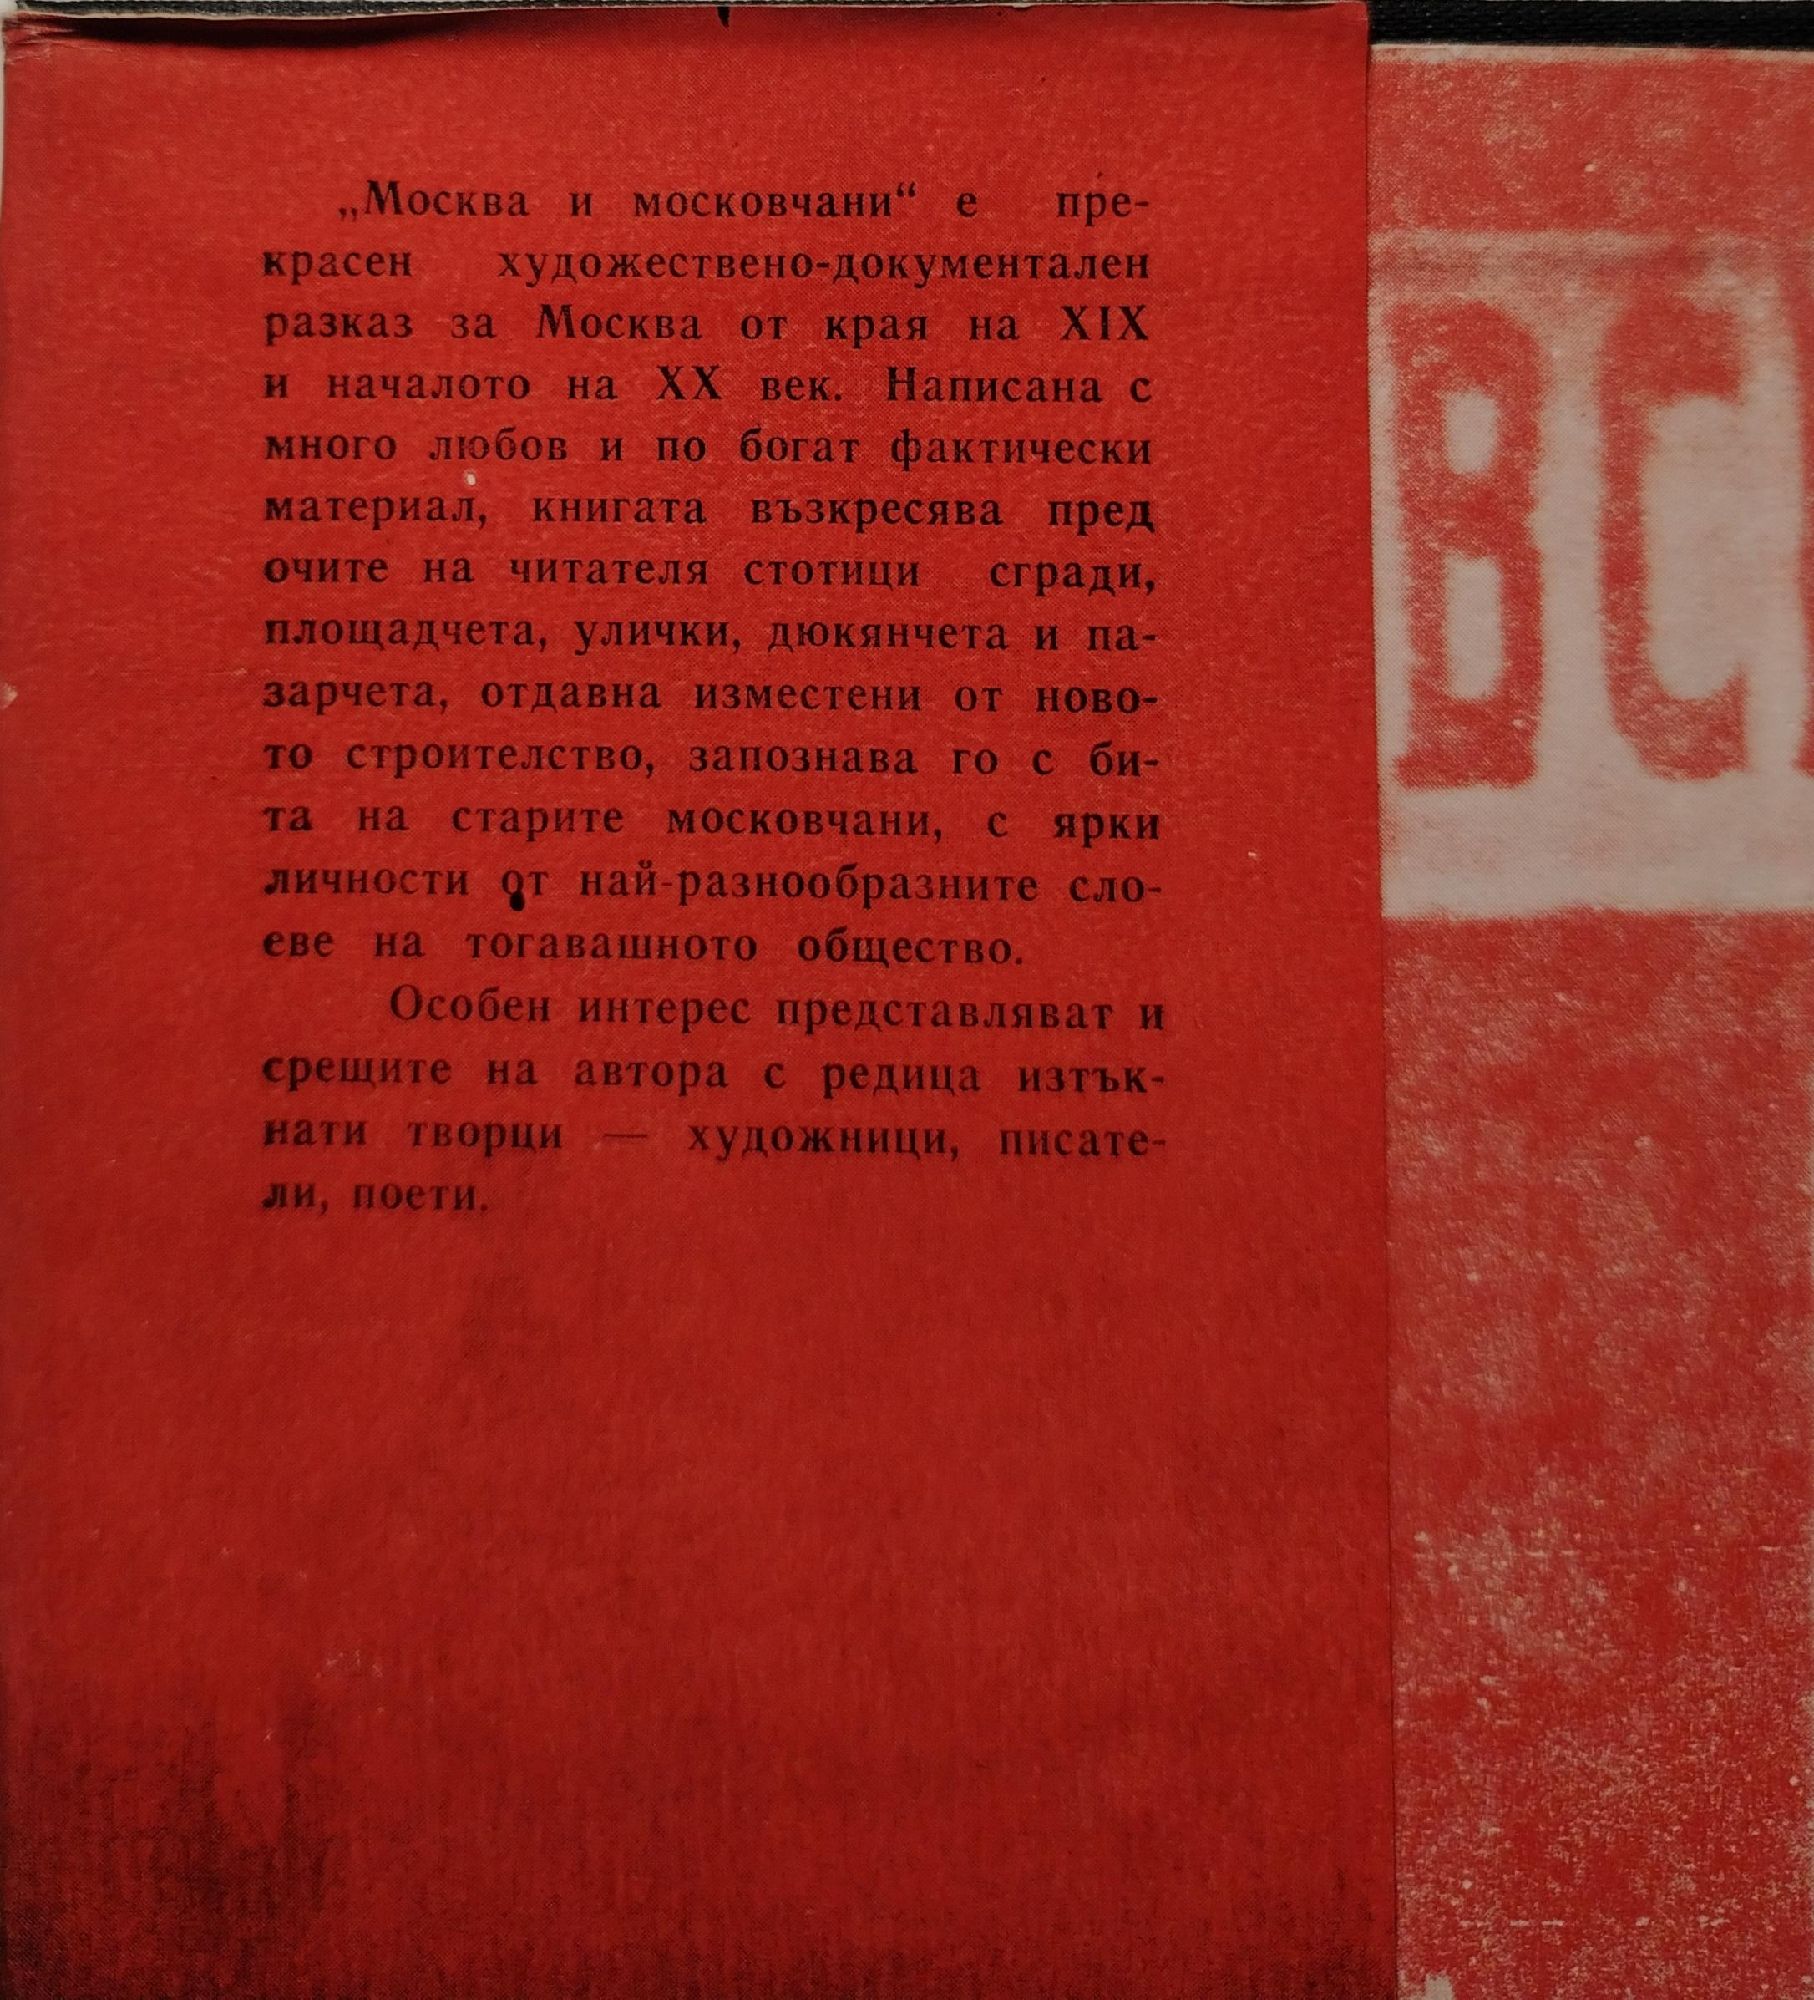 „Москва и московчани“ е пре-
красен художествено-документален
разказ за Москва от края на XIX
и началото на XX век. Написана с
много любов и по богат фактически
материал, книгата възкресява пред
очите на читателя стотици сгради,
площадчета, улички, дюкянчета и па-
зарчета, отдавна изместени от ново-
то строителство, запознава го с би-
та на старите московчани, с ярки
личности от най-разнообразните сло-
еве на тогавашното общество.
Особен интерес представляват и
срещите на автора с редица изтък-
нати творци — художници, писате-
ли, поети.
ВС